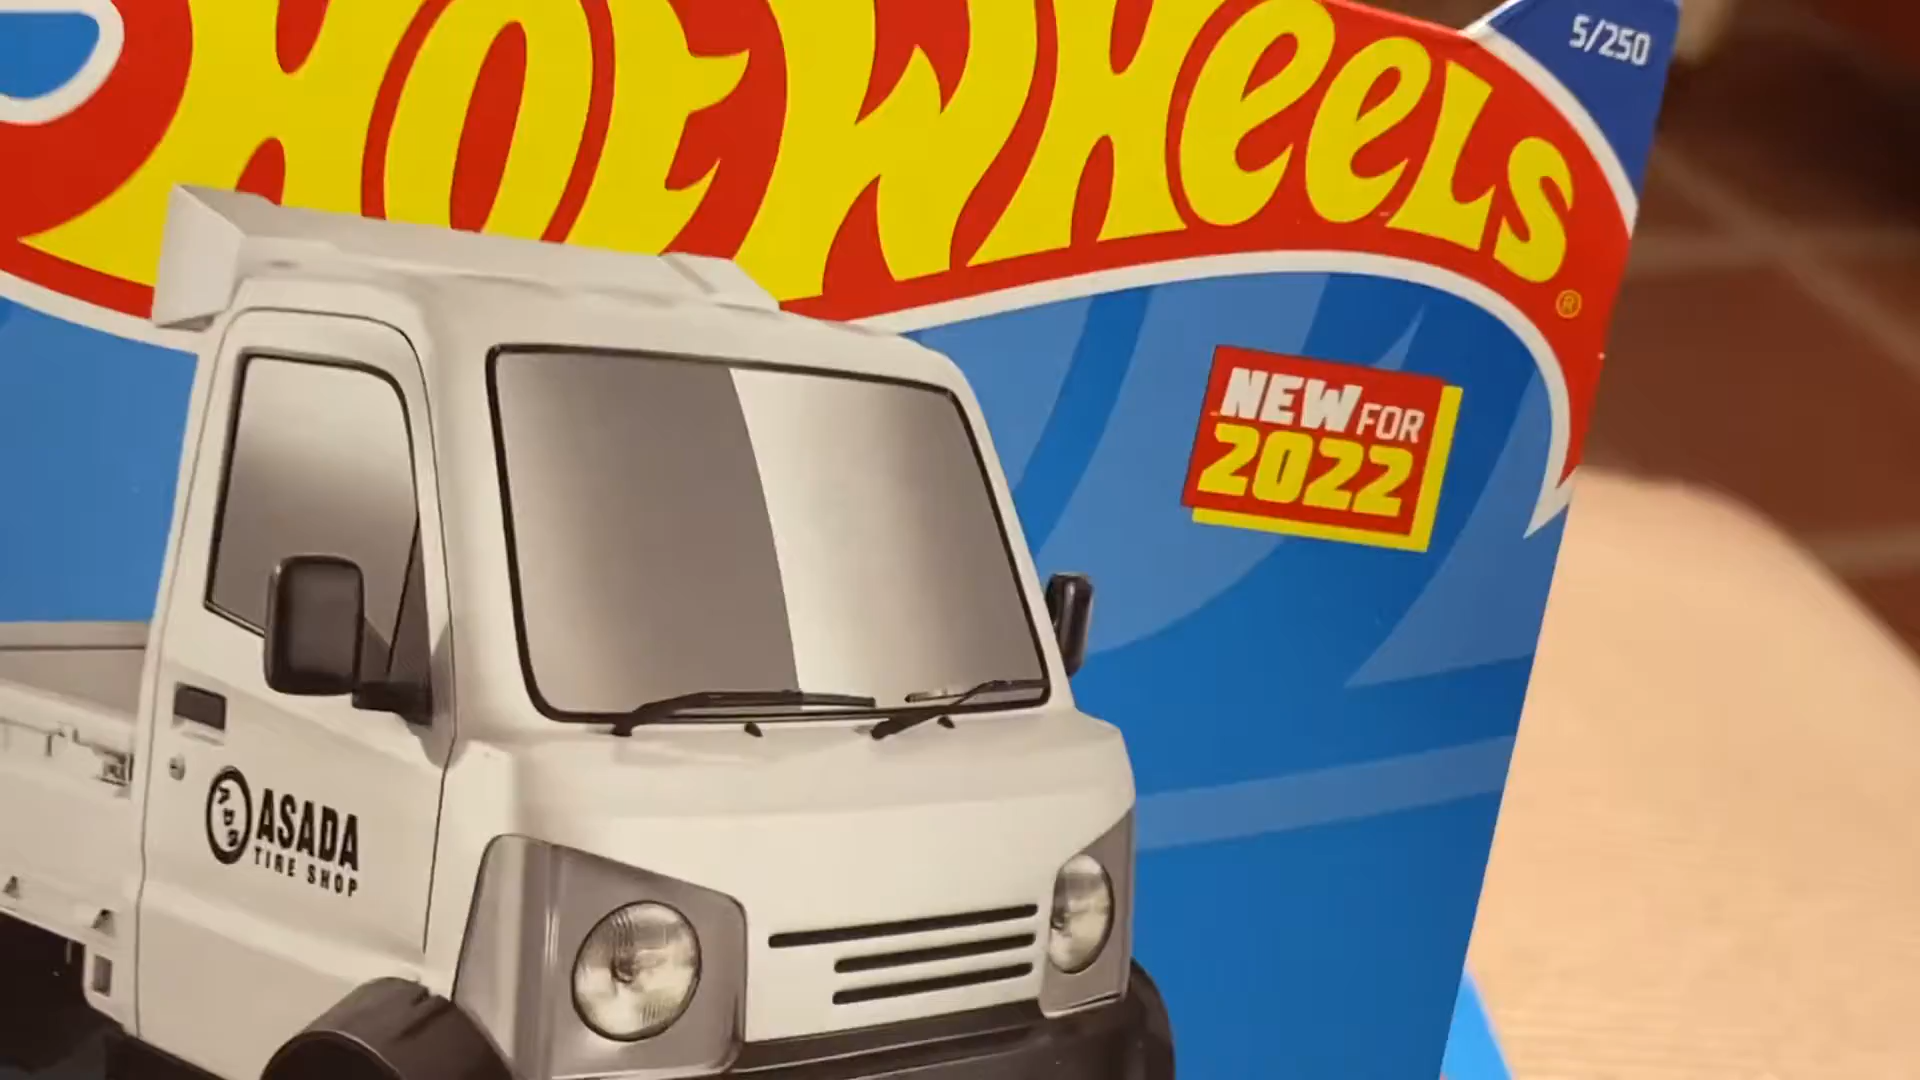 HOT WHEELS®
5/250
NEW FOR
2022
ASADA
TIRE SHOP